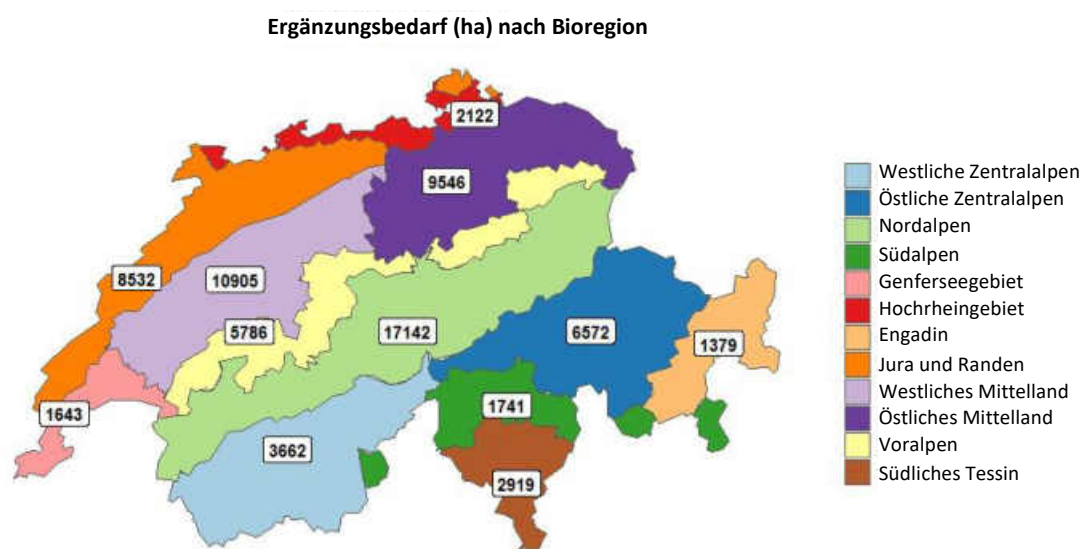 Ergänzungsbedarf (ha) nach Bioregion
2122
9546
8532
10905
5786
17142
6572
1379
1643
1741
3662
2919
Westliche Zentralalpen
Östliche Zentralalpen
Nordalpen
Südalpen
Genferseegebiet
Hochrheingebiet
Engadin
Jura und Randen
Westliches Mittelland
Östliches Mittelland
Voralpen
Südliches Tessin